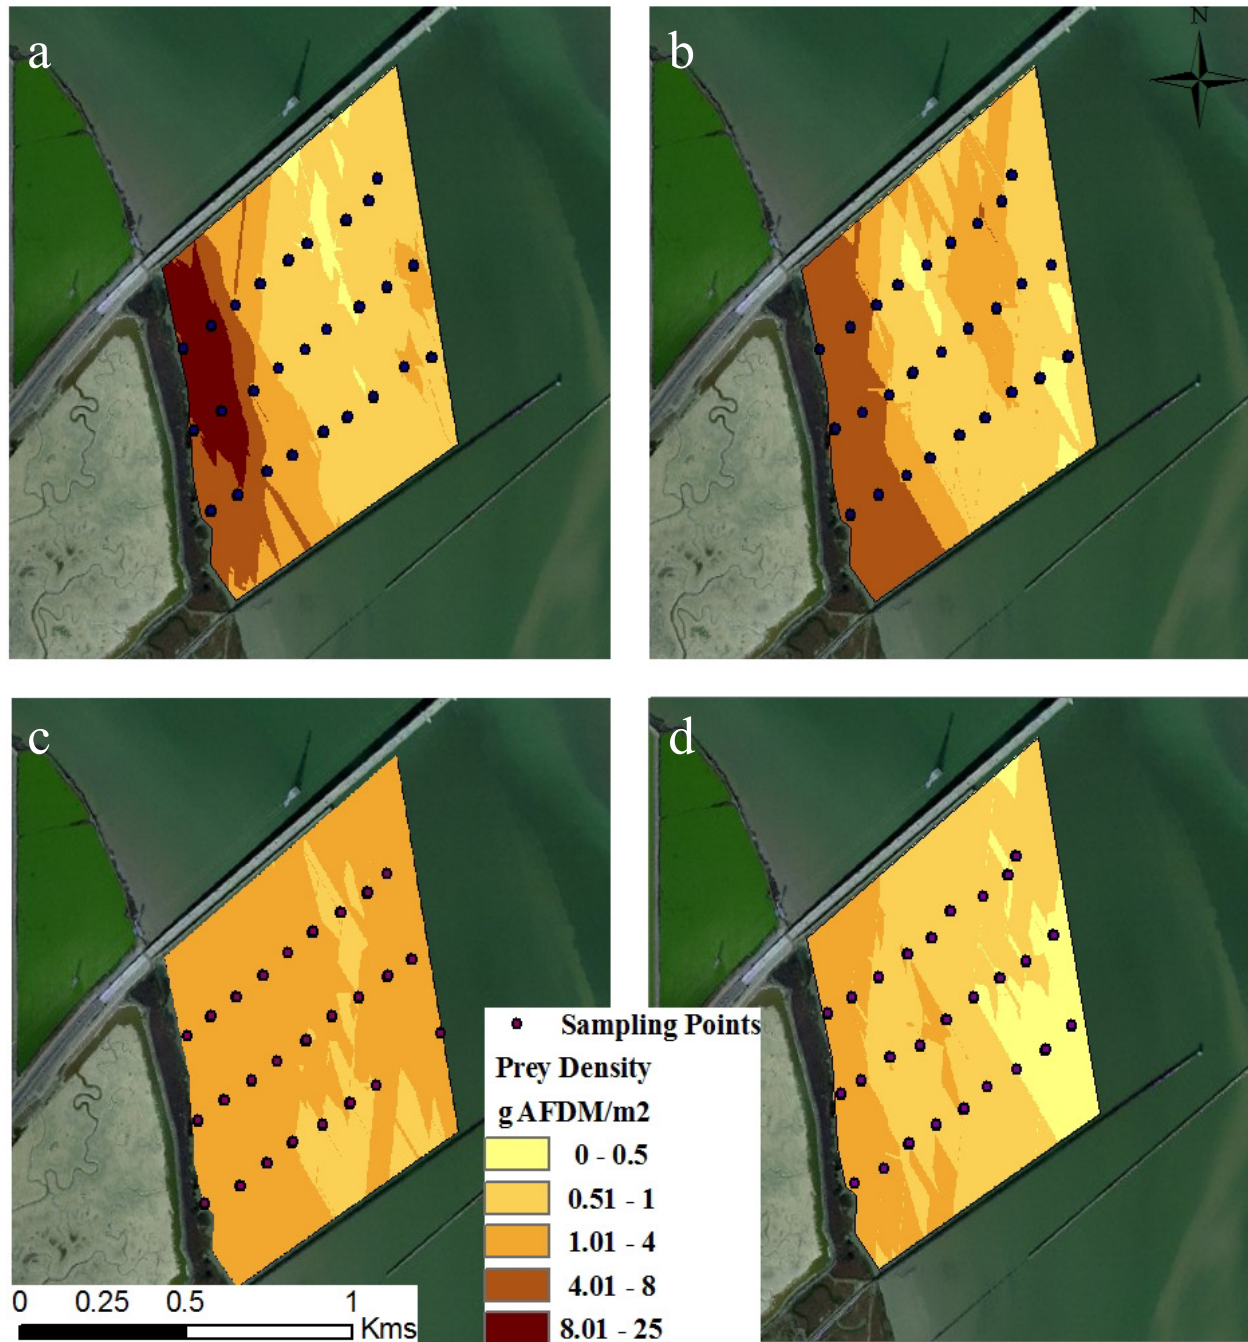 a
b
N
c
d
Sampling Points
Prey Density
g AFDM/m2
0 - 0.5
0.51 - 1
1.01 - 4
4.01 - 8
8.01 - 25
0 0.25 0.5 1
Kms